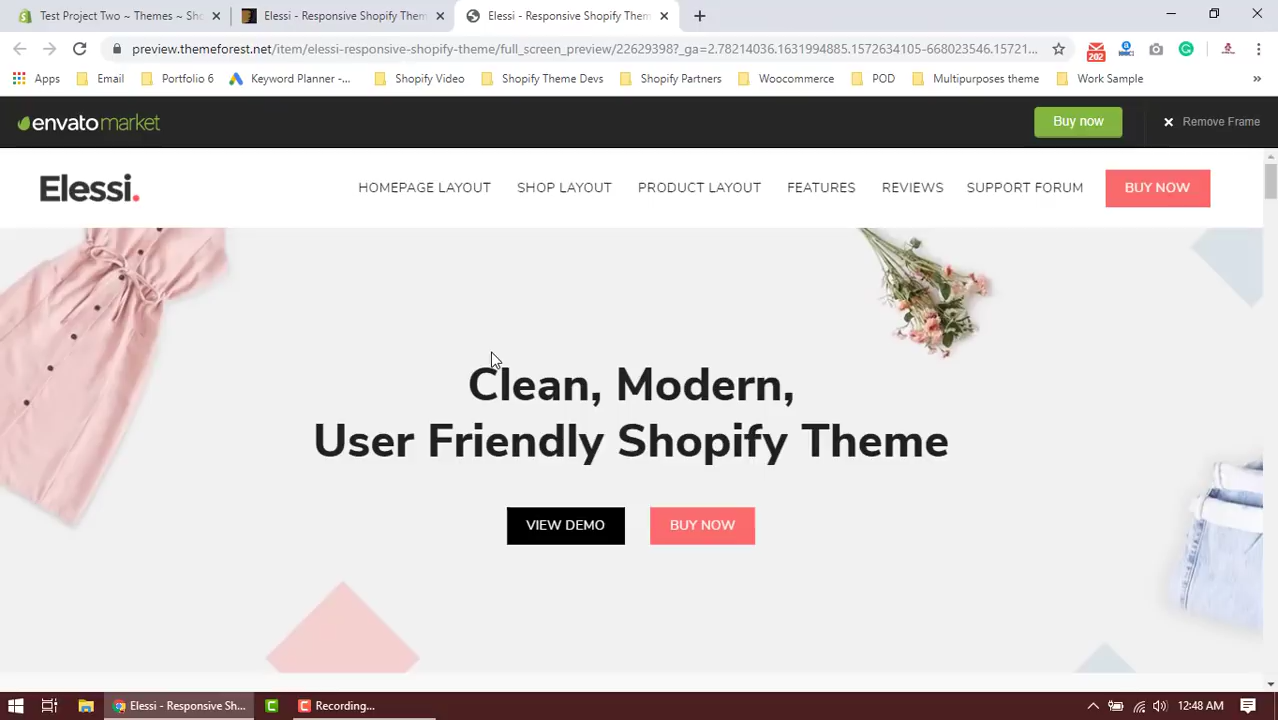 Test Project Two ~ Themes ~ Sho
Elessi - Responsive Shopify Them
Elessi - Responsive Shopify Them
preview.themeforest.net/item/elessi-responsive-shopify-theme/full_screen_preview/22629398?_ga=2.78214036.1631994885.1572634105-668023546.15721...
202
Apps
Email
Portfolio 6
Keyword Planner -...
Shopify Video
Shopify Theme Devs
Shopify Partners
Woocommerce
POD
Multipurposes theme
Work Sample
envatomarket
Buy now
Remove Frame
Elessi.
HOMEPAGE LAYOUT
SHOP LAYOUT
PRODUCT LAYOUT
FEATURES
REVIEWS
SUPPORT FORUM
BUY NOW
Clean, Modern,
User Friendly Shopify Theme
VIEW DEMO
BUY NOW
Elessi - Responsive Sh...
Recording...
12:48 AM